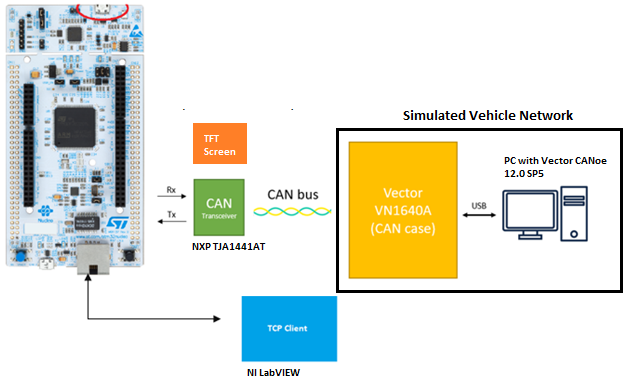 Simulated Vehicle Network
TFT
Screen
PC with Vector CANoe
12.0 SP5
Rx
CAN
Transceiver
CAN bus
Vector
VN1640A
(CAN case)
USB
Tx
NXP TJA1441AT
TCP Client
NI LabVIEW